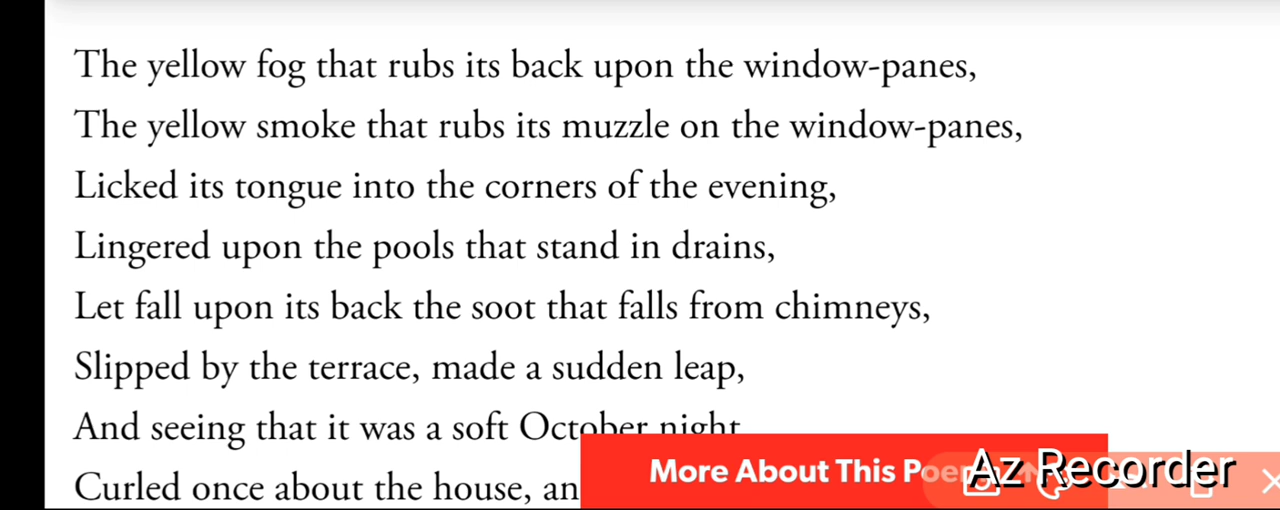 The yellow fog that rubs its back upon the window-panes,
The yellow smoke that rubs its muzzle on the window-panes,
Licked its tongue into the corners of the evening,
Lingered upon the pools that stand in drains,
Let fall upon its back the soot that falls from chimneys,
Slipped by the terrace, made a sudden leap,
And seeing that it was a soft October night
Curled once about the house, an
More About This Poem
Az Recorder